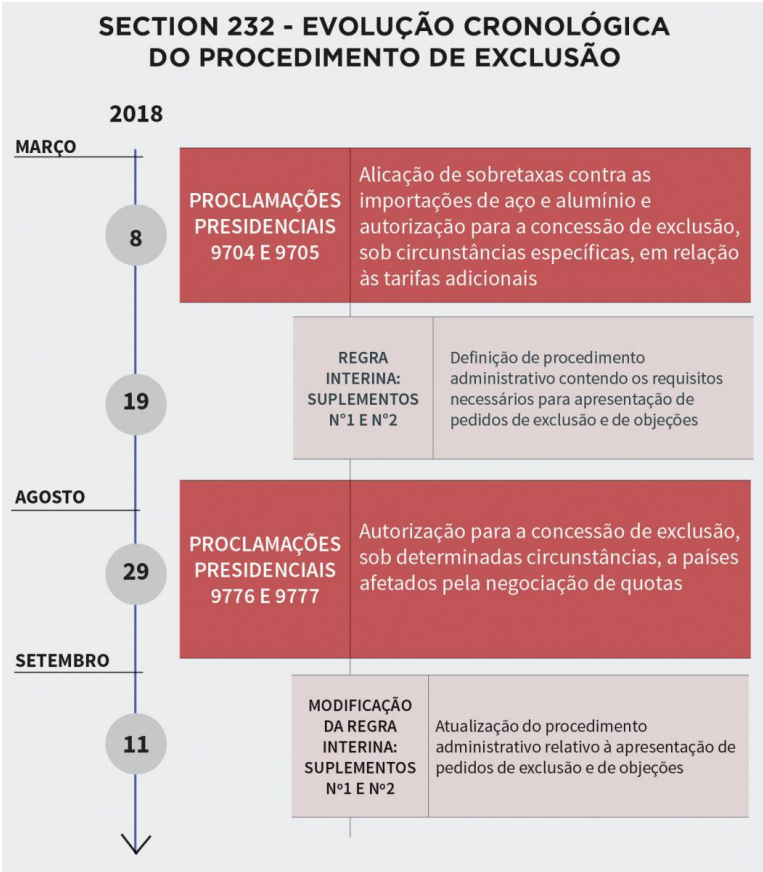 SECTION 232 - EVOLUÇÃO CRONOLÓGICA
DO PROCEDIMENTO DE EXCLUSÃO
2018
MARÇO
8
PROCLAMAÇÕES
PRESIDENCIAIS
9704 E 9705
Alicação de sobretaxas contra as
importações de aço e alumínio e
autorização para a concessão de exclusão,
sob circunstâncias específicas, em relação
às tarifas adicionais
19
REGRA
INTERINA:
SUPLEMENTOS
N°1 E N°2
Definição de procedimento
administrativo contendo os requisitos
necessários para apresentação de
pedidos de exclusão e de objeções
AGOSTO
29
PROCLAMAÇÕES
PRESIDENCIAIS
9776 E 9777
Autorização para a concessão de exclusão,
sob determinadas circunstâncias, a países
afetados pela negociação de quotas
SETEMBRO
11
MODIFICAÇÃO
DA REGRA
INTERINA:
SUPLEMENTOS
Nº1 E Nº2
Atualização do procedimento
administrativo relativo à apresentação de
pedidos de exclusão e de objeções